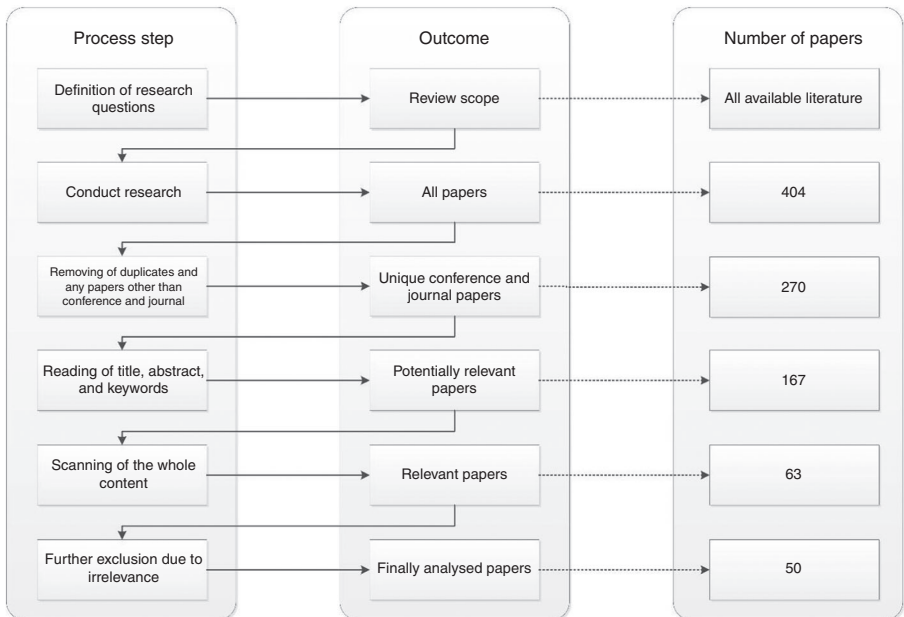 Process step
Outcome
Number of papers
Definition of research
questions
Review scope
All available literature
Conduct research
All papers
404
Removing of duplicates and
any papers other than
conference and journal
Unique conference and
journal papers
270
Reading of title, abstract,
and keywords
Potentially relevant
papers
167
Scanning of the whole
content
Relevant papers
63
Further exclusion due to
irrelevance
Finally analysed papers
50